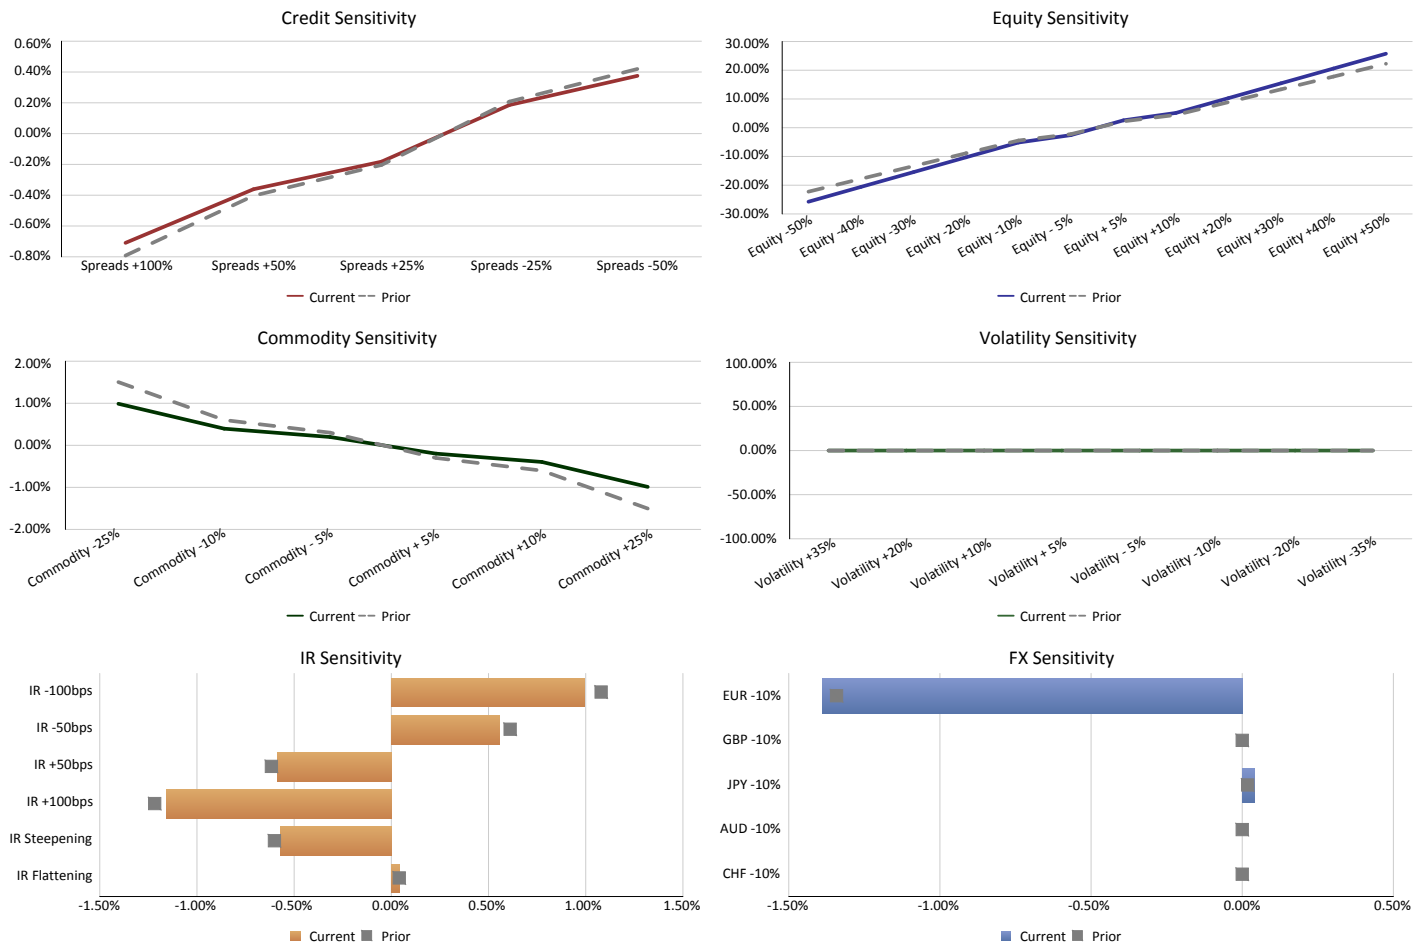 Credit Sensitivity
0.60%
0.40%
0.20%
0.00%
-0.20%
-0.40%
-0.60%
-0.80%
Spreads +100% Spreads +50% Spreads +25% Spreads -25% Spreads -50%
Current Prior
Equity Sensitivity
30.00%
20.00%
10.00%
0.00%
-10.00%
-20.00%
-30.00%
Equity -50% Equity -40% Equity -30% Equity -20% Equity -10% Equity - 5% Equity + 5% Equity +10% Equity +20% Equity +30% Equity +40% Equity +50%
Current Prior
Commodity Sensitivity
2.00%
1.00%
0.00%
-1.00%
-2.00%
Commodity -25% Commodity -10% Commodity - 5% Commodity + 5% Commodity +10% Commodity +25%
Current Prior
Volatility Sensitivity
100.00%
50.00%
0.00%
-50.00%
-100.00%
Volatility +35% Volatility +20% Volatility +10% Volatility + 5% Volatility - 5% Volatility -10% Volatility -20% Volatility -35%
Current Prior
IR Sensitivity
IR -100bps
IR -50bps
IR +50bps
IR +100bps
IR Steepening
IR Flattening
-1.50% -1.00% -0.50% 0.00% 0.50% 1.00% 1.50%
Current Prior
FX Sensitivity
EUR -10%
GBP -10%
JPY -10%
AUD -10%
CHF -10%
-1.50% -1.00% -0.50% 0.00% 0.50%
Current Prior